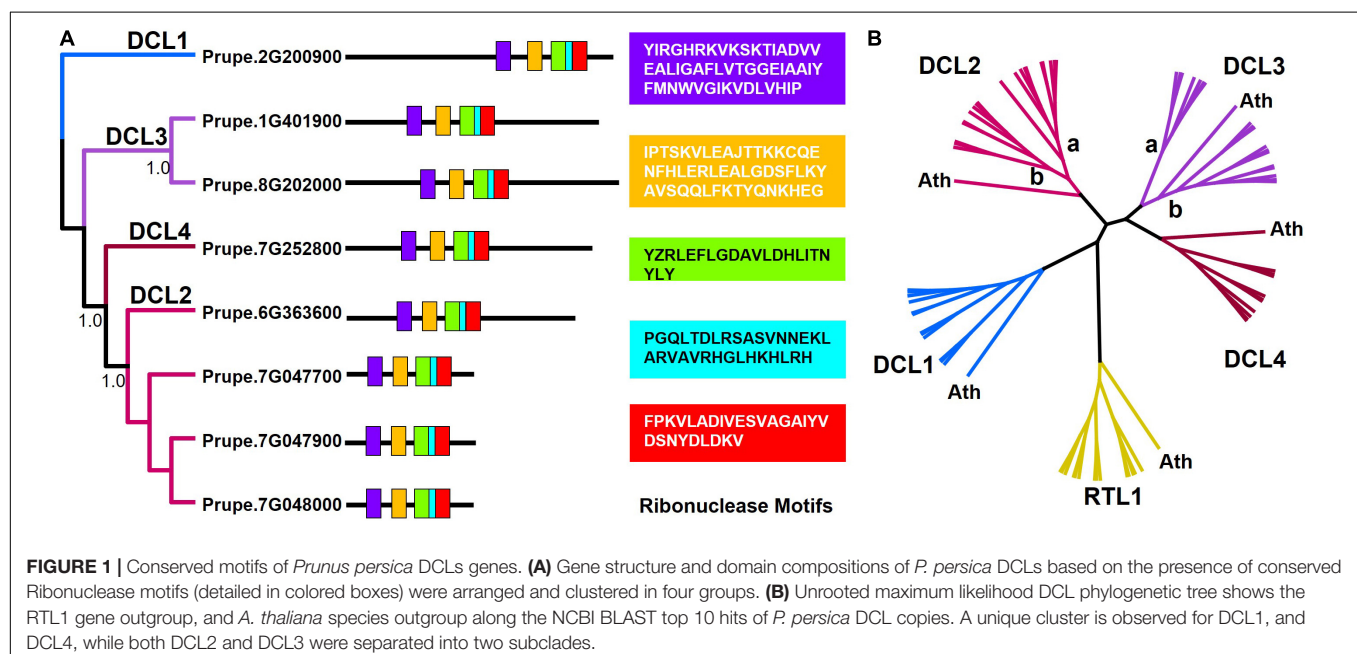 A
DCL1
Prupe.2G200900
Prupe.1G401900
DCL3
1.0
Prupe.8G202000
DCL4
Prupe.7G252800
DCL2
Prupe.6G363600
1.0
1.0
Prupe.7G047700
Prupe.7G047900
Prupe.7G048000
YIRGHRKVKSKTIADVV
EALIGAFLVTGGEIAAIY
FMNWVGIKVDLVHIP
IPTSKVLEAJTTKKCQE
NFHLERLEALGDSFLKY
AVSQQLFKTYQNKHEG
YZRLEFLGDAVLDHLITN
YLY
PGQLTDLRSASVNNEKL
ARVAVRHGLHKHLRH
FPKVLADIVESVAGAIYV
DSNYDLDKV
Ribonuclease Motifs
B
DCL2
a
b
Ath
DCL3
Ath
a
b
Ath
DCL4
DCL1
Ath
Ath
RTL1
FIGURE 1 | Conserved motifs of Prunus persica DCLs genes. (A) Gene structure and domain compositions of P. persica DCLs based on the presence of conserved
Ribonuclease motifs (detailed in colored boxes) were arranged and clustered in four groups. (B) Unrooted maximum likelihood DCL phylogenetic tree shows the
RTL1 gene outgroup, and A. thaliana species outgroup along the NCBI BLAST top 10 hits of P. persica DCL copies. A unique cluster is observed for DCL1, and
DCL4, while both DCL2 and DCL3 were separated into two subclades.